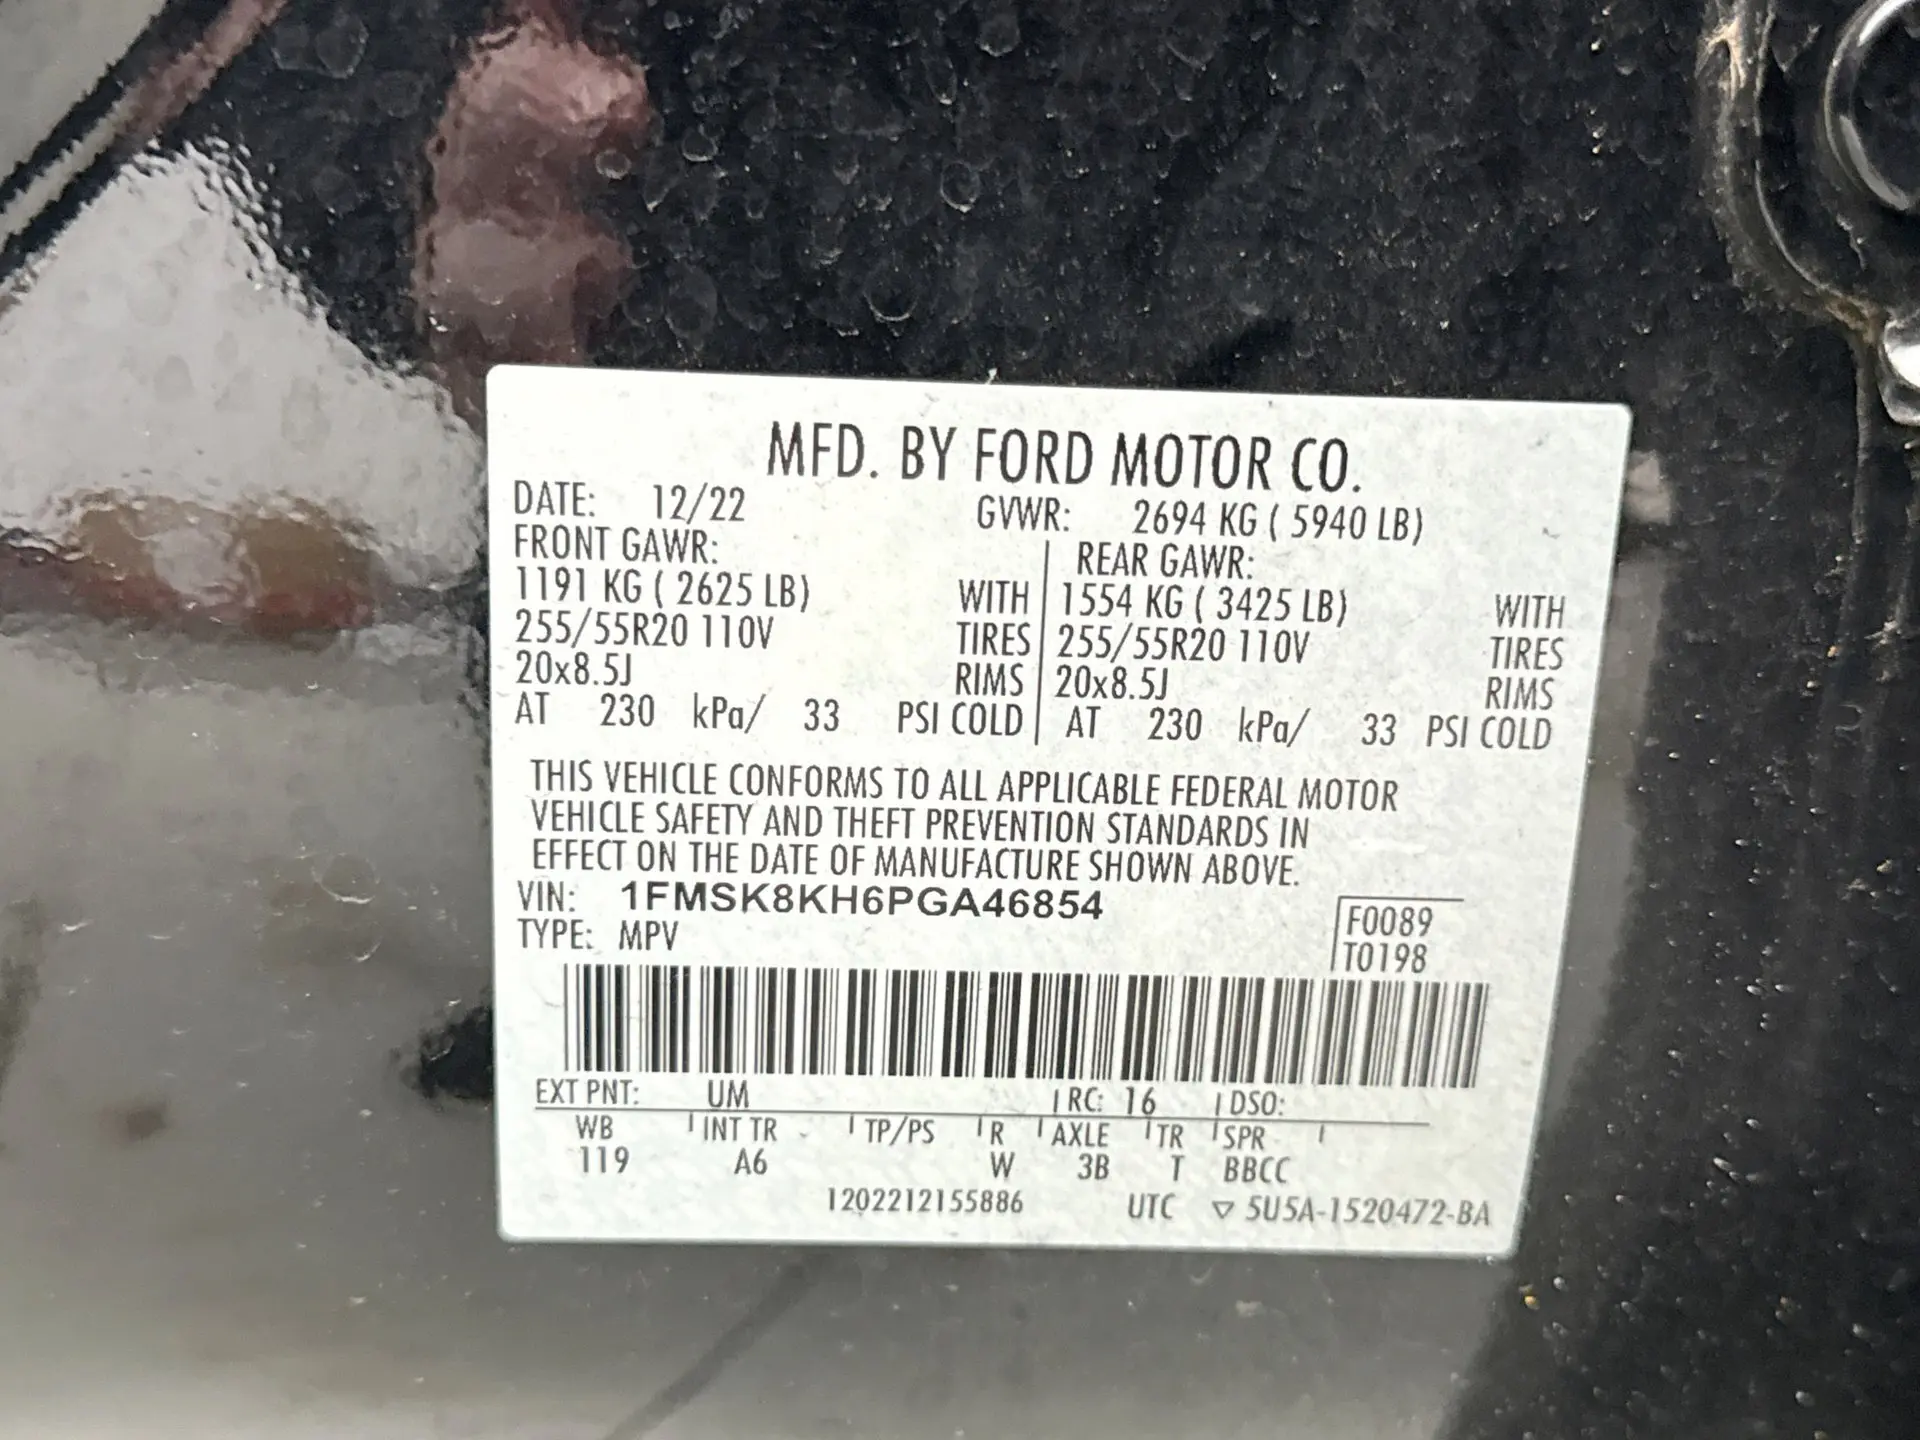 MFD. BY FORD MOTOR CO.
DATE: 12/22 GVWR: 2694 KG ( 5940 LB)
FRONT GAWR: REAR GAWR:
1191 KG ( 2625 LB) WITH 1554 KG ( 3425 LB) WITH
255/55R20 110V TIRES 255/55R20 110V TIRES
20x8.5J RIMS 20x8.5J RIMS
AT 230 kPa/ 33 PSI COLD AT 230 kPa/ 33 PSI COLD
THIS VEHICLE CONFORMS TO ALL APPLICABLE FEDERAL MOTOR
VEHICLE SAFETY AND THEFT PREVENTION STANDARDS IN
EFFECT ON THE DATE OF MANUFACTURE SHOWN ABOVE.
VIN: 1FMSK8KH6PGA46854
F0089
TYPE: MPV
T0198
EXT PNT: UM RC: 16 DSO:
WB INT TR TP/PS R AXLE TR SPR
119 A6 W 3B T BBCC
1202212155886 UTC ▽ 5U5A-1520472-BA